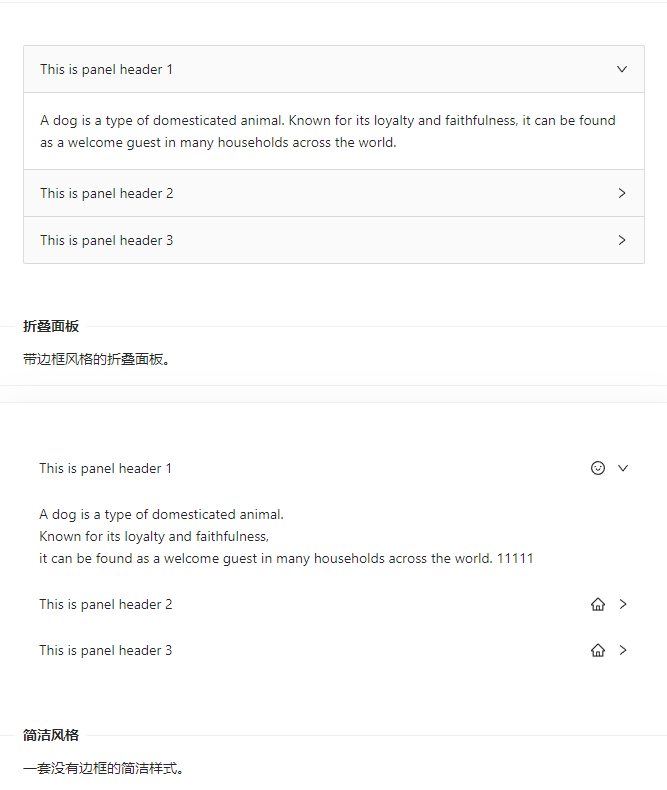 This is panel header 1
A dog is a type of domesticated animal. Known for its loyalty and faithfulness, it can be found
as a welcome guest in many households across the world.
This is panel header 2
This is panel header 3
折叠面板
带边框风格的折叠面板。
This is panel header 1
A dog is a type of domesticated animal.
Known for its loyalty and faithfulness,
it can be found as a welcome guest in many households across the world. 11111
This is panel header 2
This is panel header 3
简洁风格
一套没有边框的简洁样式。